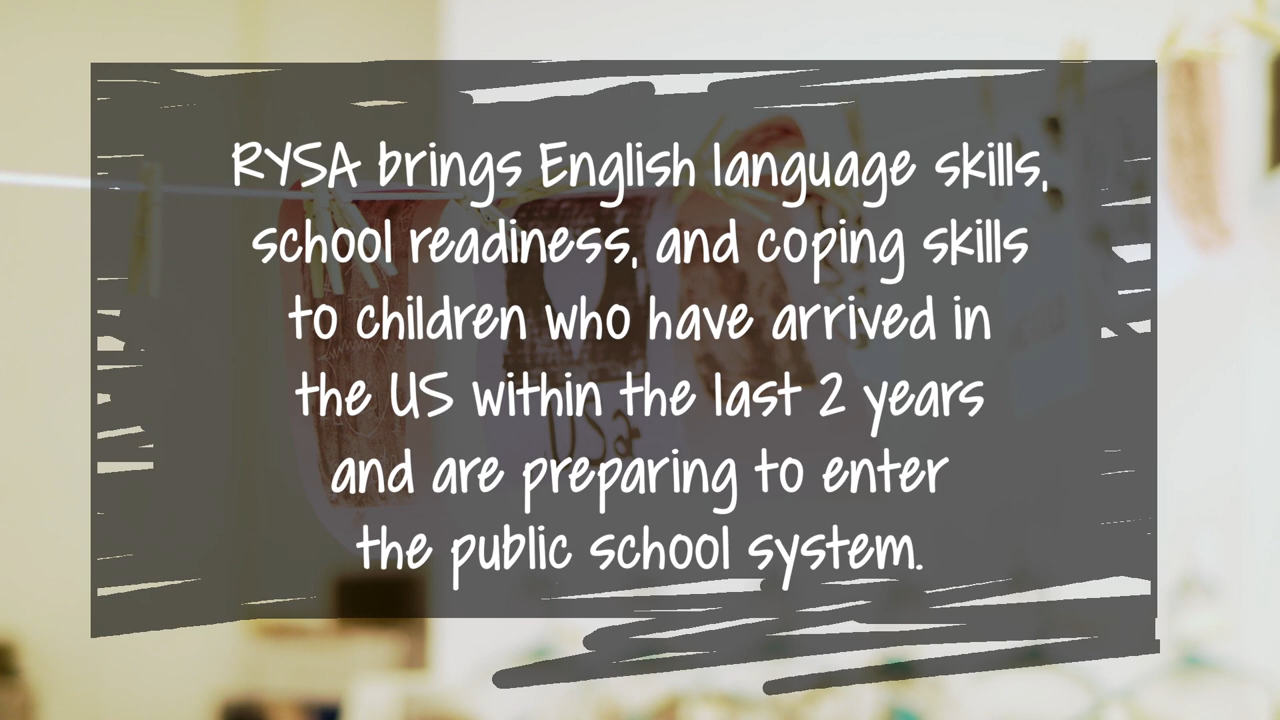 RYSA brings English language skills,
school readiness, and coping skills
to children who have arrived in
the US within the last 2 years
and are preparing to enter
the public school system.
USA